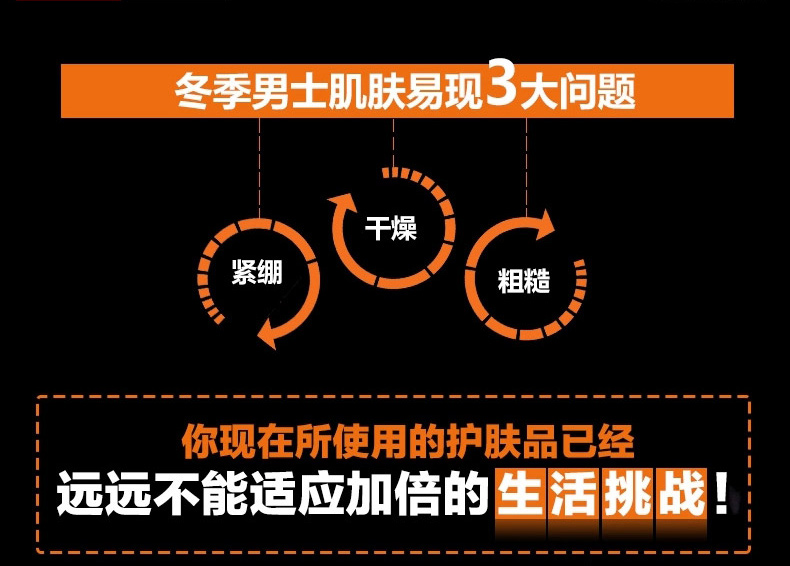 冬季男士肌肤易现3大问题
紧绷
干燥
粗糙
你现在所使用的护肤品已经
远远不能适应加倍的生活挑战！